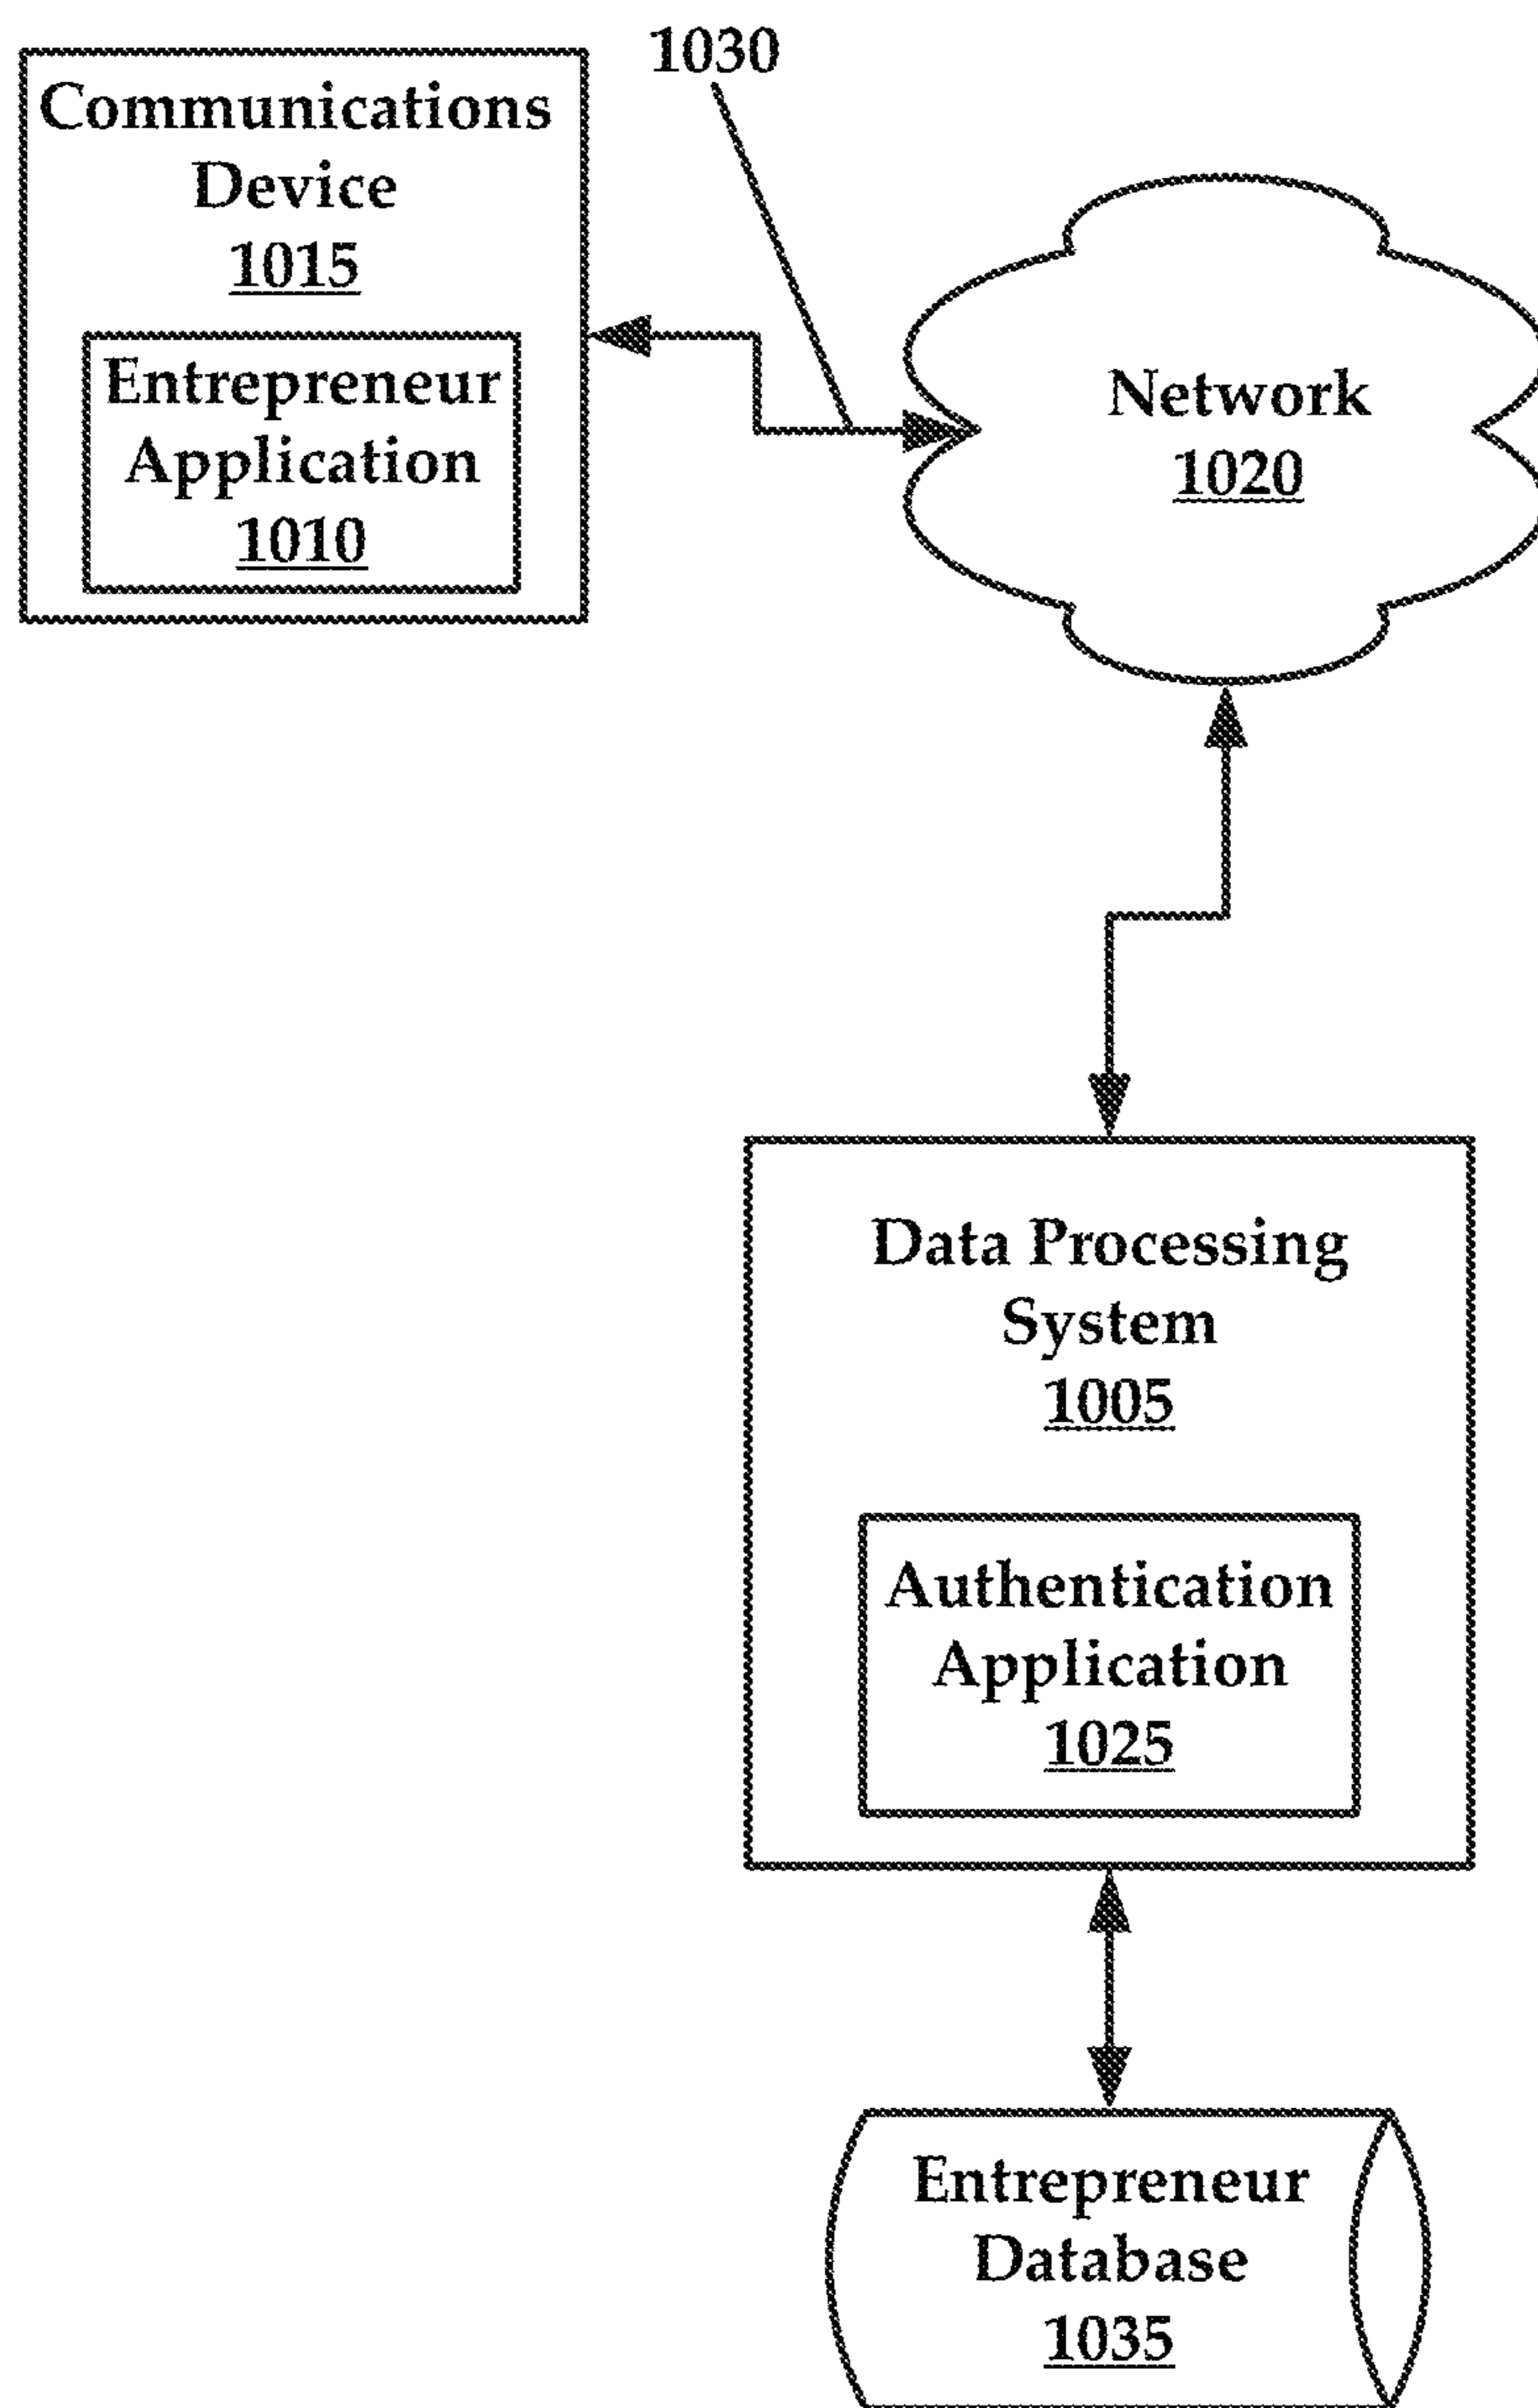 1030
Communications
Device
1015
Entrepreneur
Application
1010
Network
1020
Data Processing
System
1005
Authentication
Application
1025
Entrepreneur
Database
1035